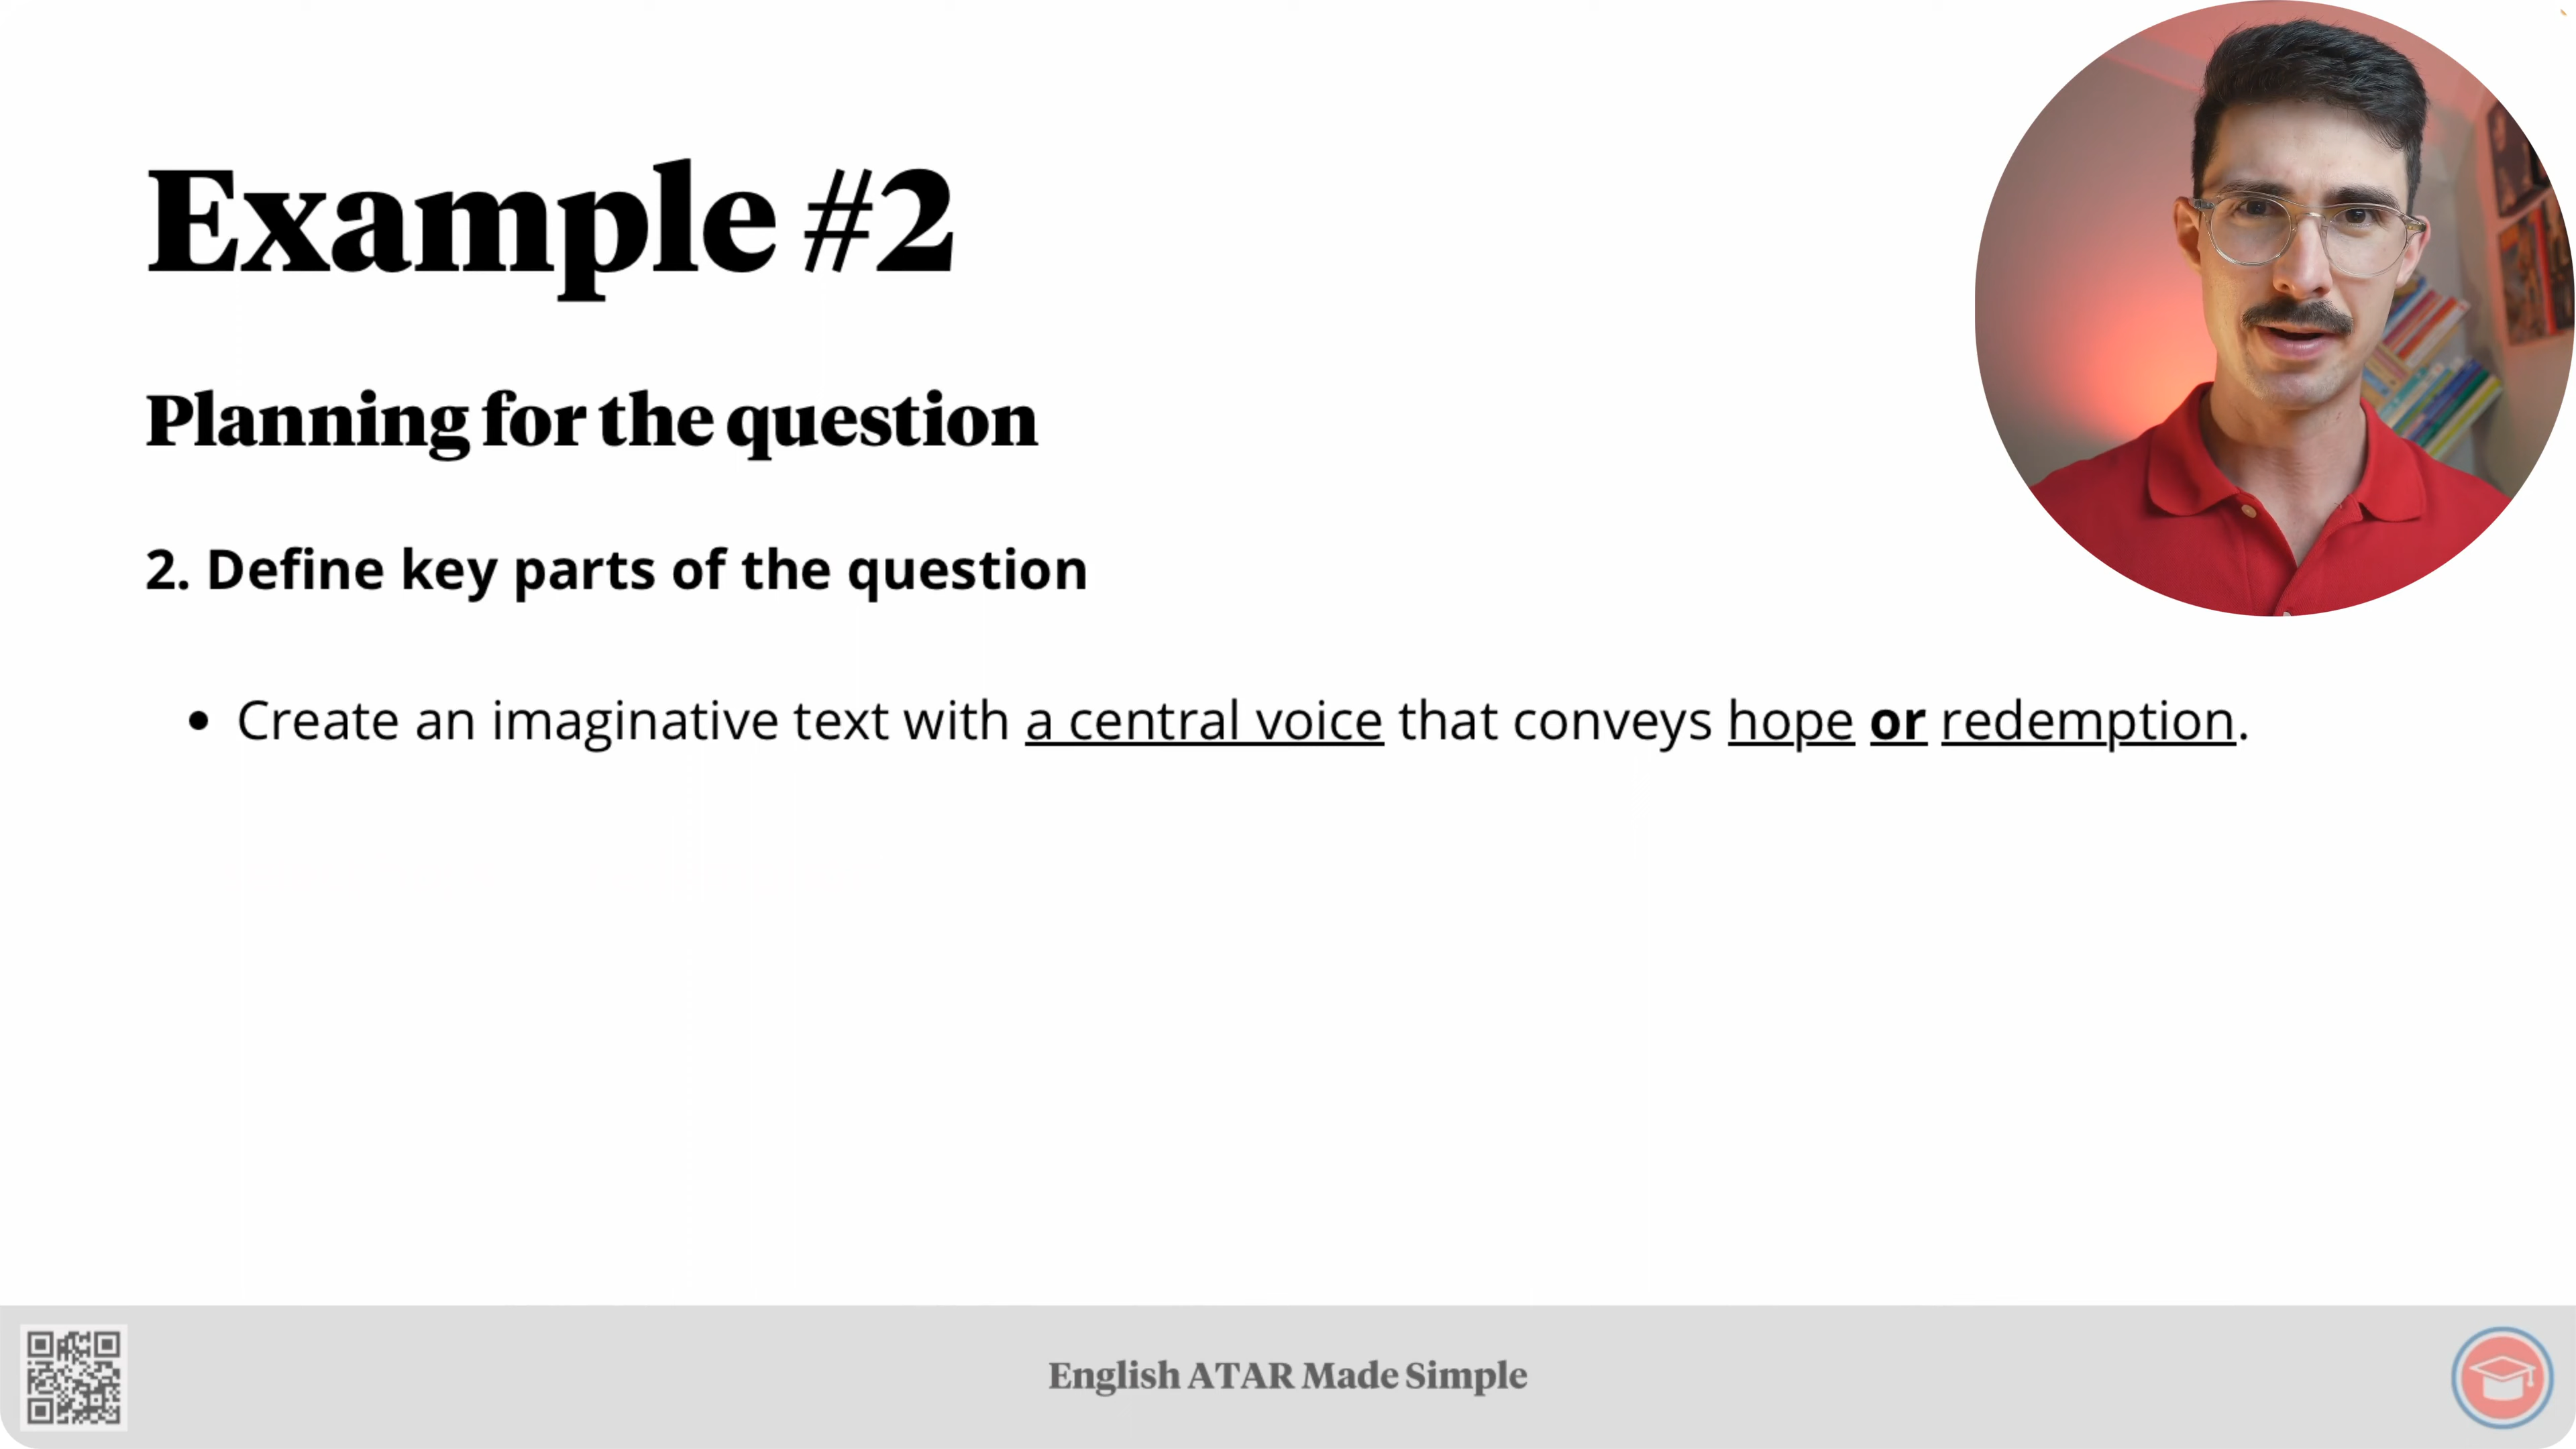 Example #2
Planning for the question
2. Define key parts of the question
• Create an imaginative text with a central voice that conveys hope or redemption.
English ATAR Made Simple